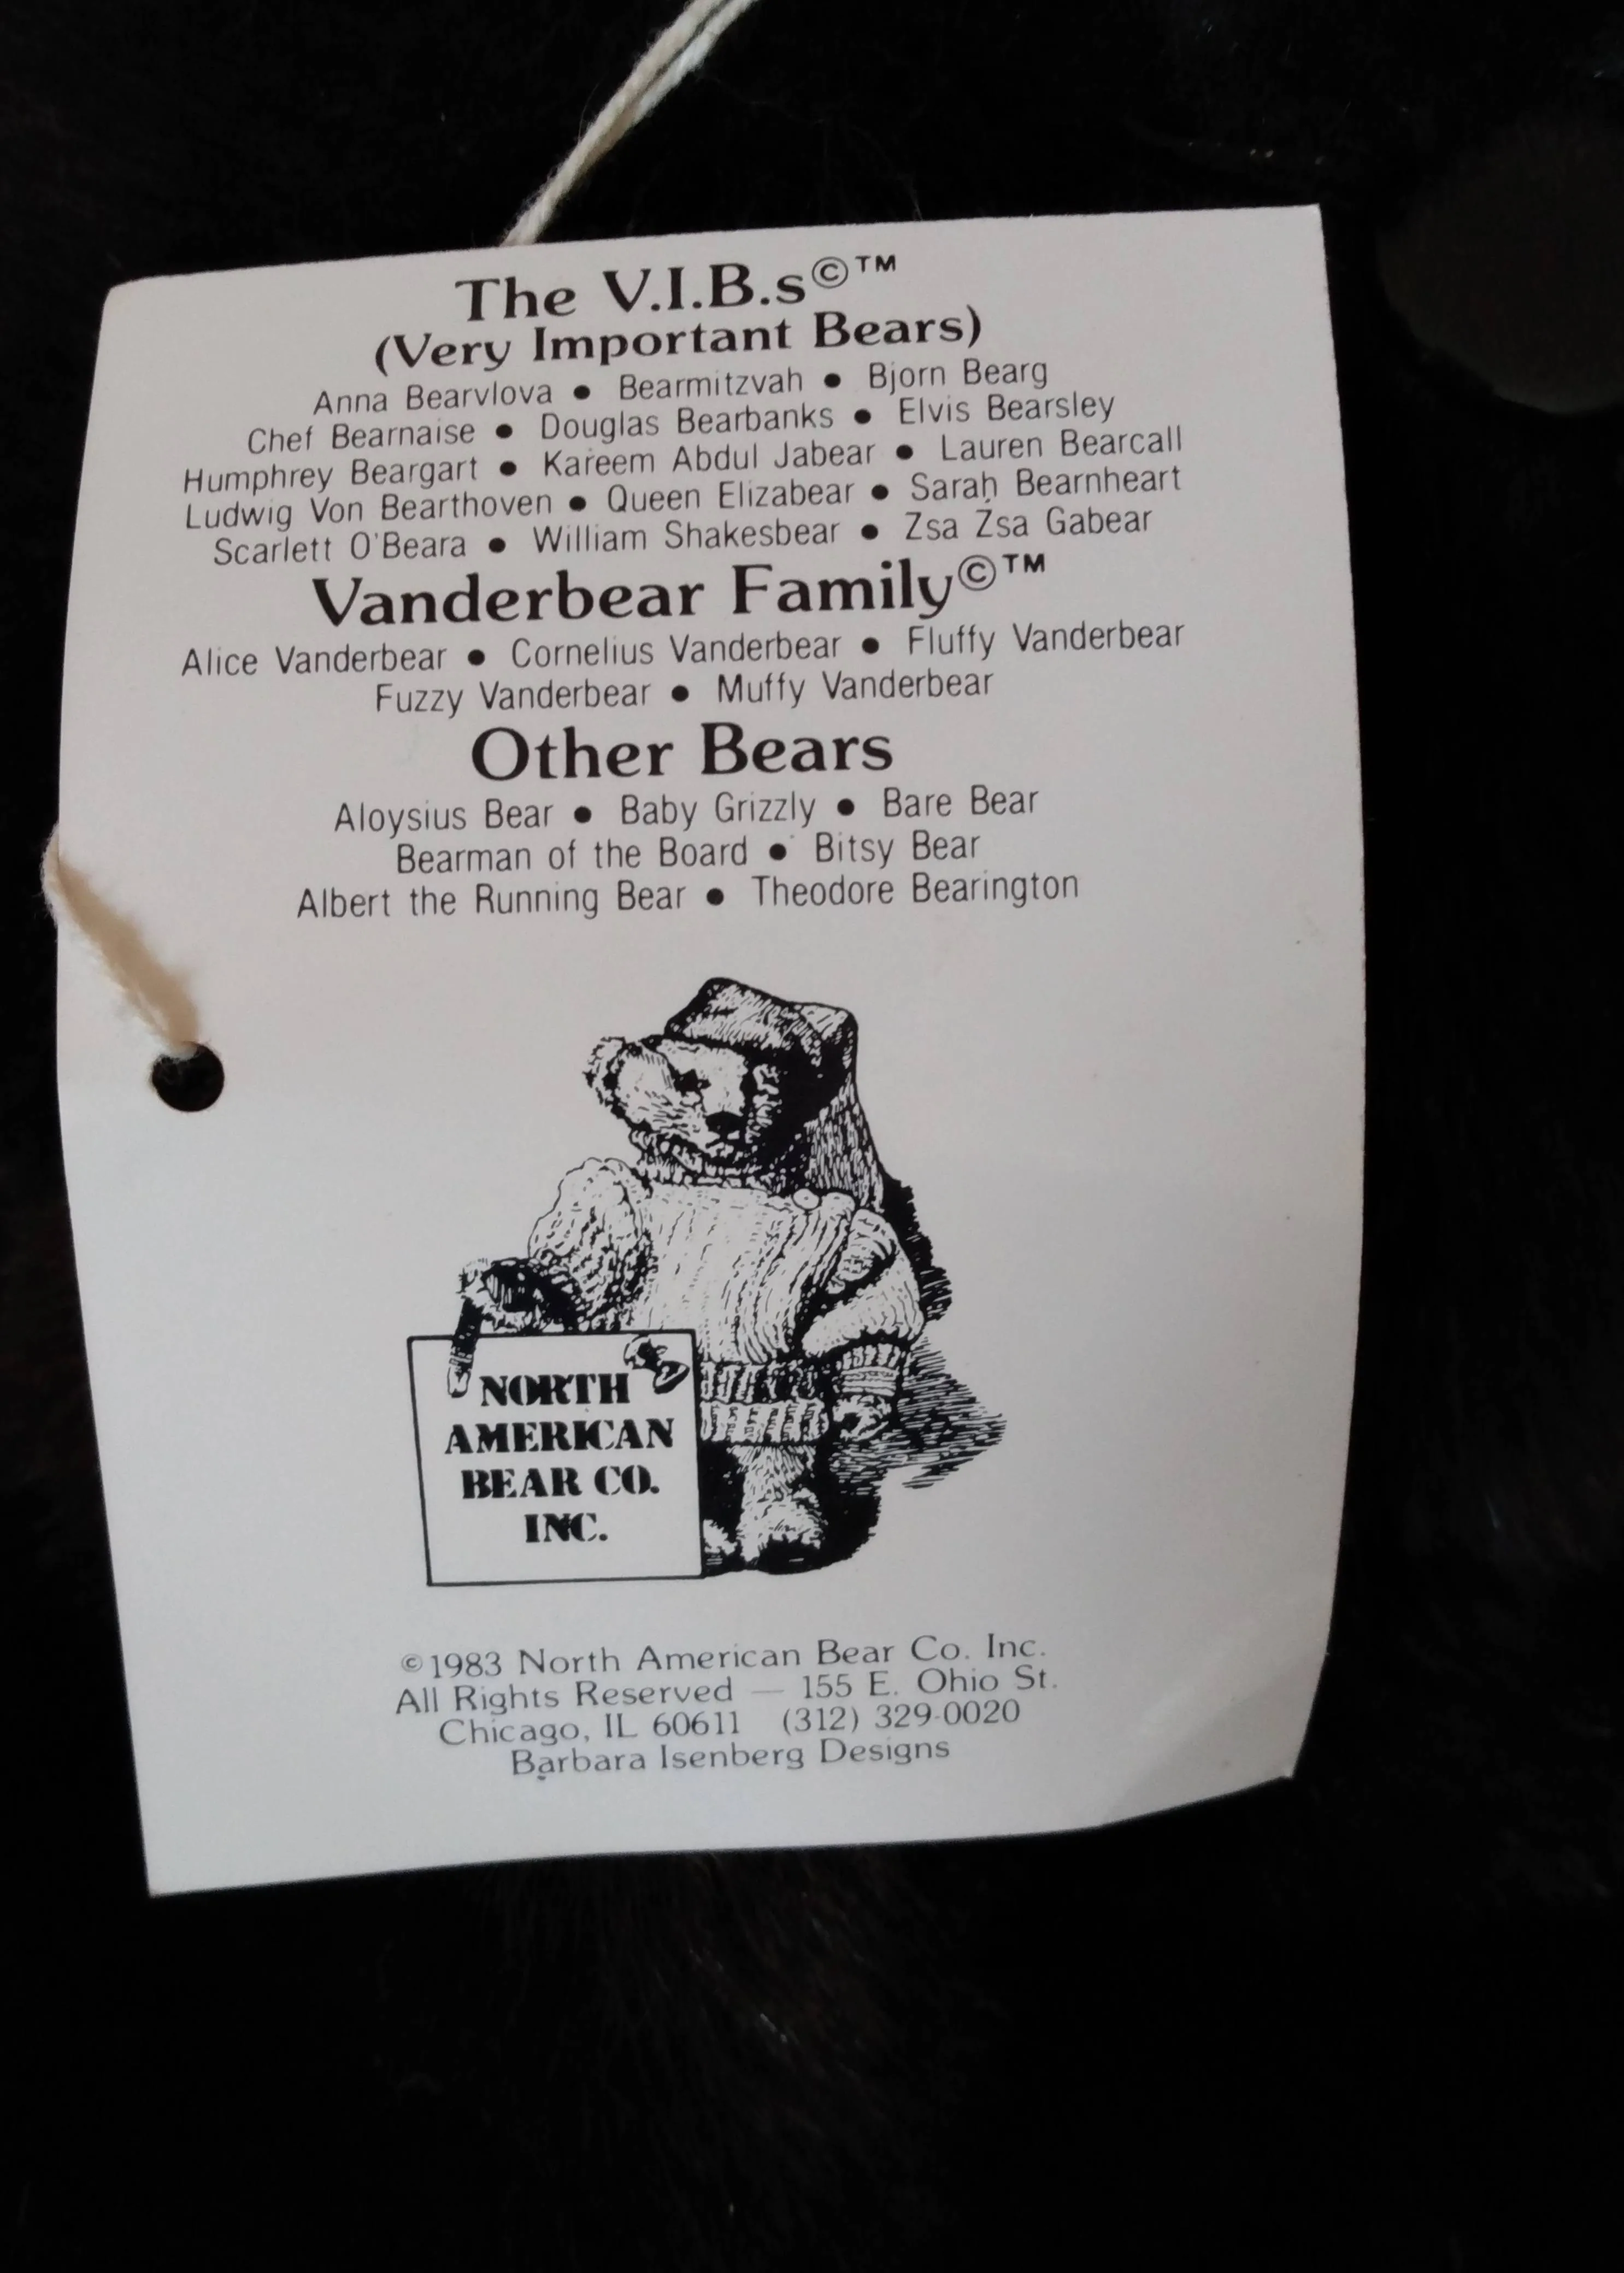 The V.I.B.s©™
(Very Important Bears)
Anna Bearvlova • Bearmitzvah • Bjorn Bearg
Chef Bearnaise • Douglas Bearbanks • Elvis Bearsley
Humphrey Beargart • Kareem Abdul Jabear • Lauren Bearcall
Ludwig Von Bearthoven • Queen Elizabear • Sarah Bearnheart
Scarlett O'Beara • William Shakesbear • Zsa Zsa Gabear
Vanderbear Family©™
Alice Vanderbear • Cornelius Vanderbear • Fluffy Vanderbear
Fuzzy Vanderbear • Muffy Vanderbear
Other Bears
Aloysius Bear • Baby Grizzly • Bare Bear
Bearman of the Board • Bitsy Bear
Albert the Running Bear • Theodore Bearington
NORTH
AMERICAN
BEAR CO.
INC.
©1983 North American Bear Co. Inc.
All Rights Reserved — 155 E. Ohio St.
Chicago, IL 60611 (312) 329-0020
Barbara Isenberg Designs